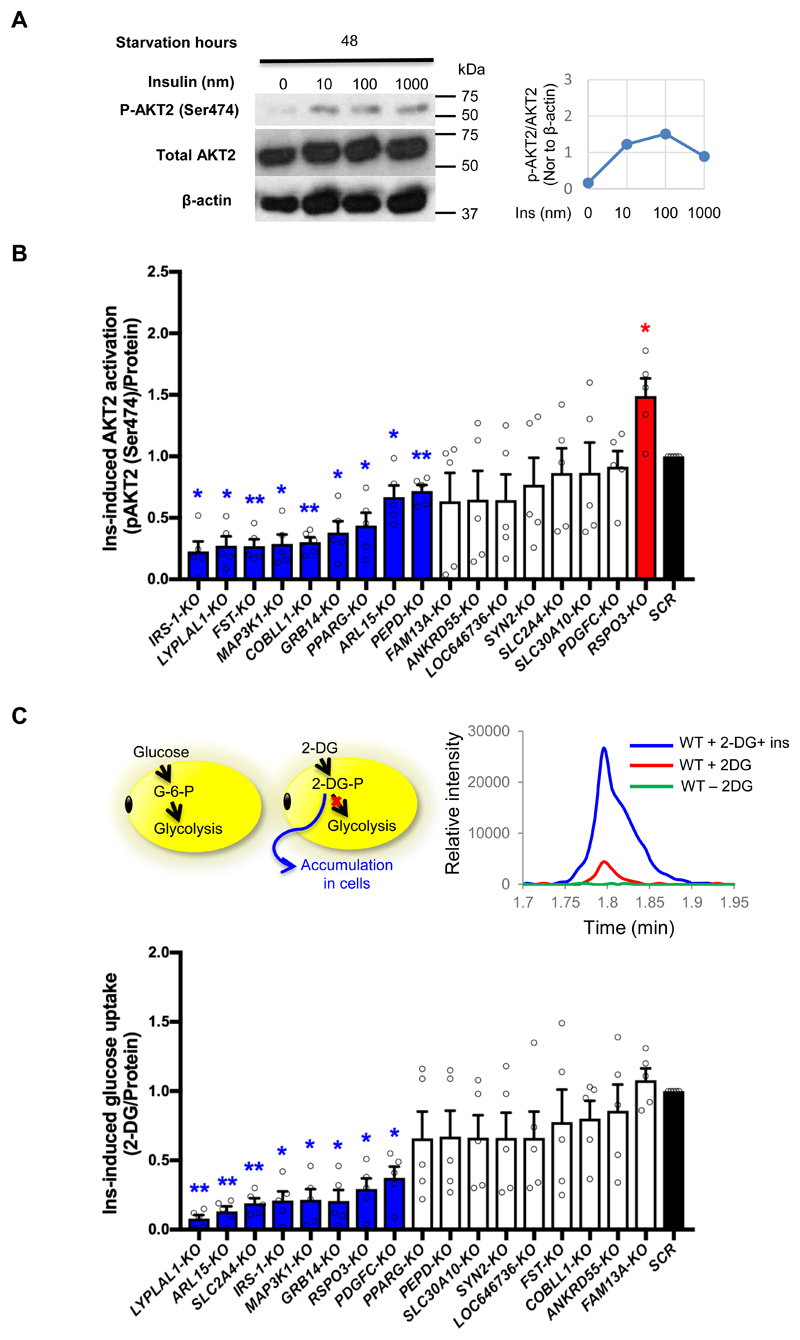 A
Starvation hours 48
Insulin (nm) 0 10 100 1000 kDa
P-AKT2 (Ser474) 75
50
Total AKT2 75
50
β-actin 37
p-AKT2/AKT2
(Nor to β-actin)
3
2
1
0
Ins (nm) 0 10 100 1000
B
Ins-induced AKT2 activation
(pAKT2 (Ser474)/Protein)
2.5
2.0
1.5
1.0
0.5
0.0
* * ** * ** * * * ** *
IRS-1-KO
LYPLAL1-KO
FST-KO
MAP3K1-KO
COBLL1-KO
GRB14-KO
PPARG-KO
ARL15-KO
PEPD-KO
FAM13A-KO
ANKRD55-KO
LOC646736-KO
SYN2-KO
SLC2A4-KO
SLC30A10-KO
PDGFC-KO
RSPO3-KO
SCR
C
Glucose
G-6-P
Glycolysis
2-DG
2-DG-P
Glycolysis
Accumulation
in cells
Relative intensity
30000
20000
10000
0
1.7 1.75 1.8 1.85 1.9 1.95
Time (min)
WT + 2-DG+ ins
WT + 2DG
WT – 2DG
Ins-induced glucose uptake
(2-DG/Protein)
2.0
1.5
1.0
0.5
0.0
** ** ** * * * * *
LYPLAL1-KO
ARL15-KO
SLC2A4-KO
IRS-1-KO
MAP3K1-KO
GRB14-KO
RSPO3-KO
PDGFC-KO
PPARG-KO
PEPD-KO
SLC30A10-KO
SYN2-KO
LOC646736-KO
FST-KO
COBLL1-KO
ANKRD55-KO
FAM13A-KO
SCR